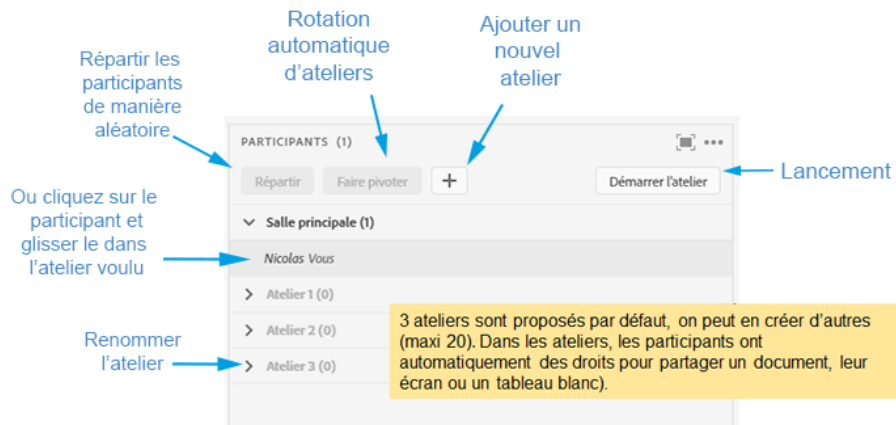 Rotation
automatique
d'ateliers
Ajouter un
nouvel
atelier
Répartir les
participants
de manière
aléatoire
PARTICIPANTS (1)
Répartir
Faire pivoter
+
Démarrer l'atelier
Lancement
Ou cliquez sur le
participant et
glisser le dans
l'atelier voulu
Salle principale (1)
Nicolas Vous
Atelier 1 (0)
Atelier 2 (0)
Atelier 3 (0)
Renommer
l'atelier
3 ateliers sont proposés par défaut, on peut en créer d'autres
(maxi 20). Dans les ateliers, les participants ont
automatiquement des droits pour partager un document, leur
écran ou un tableau blanc).